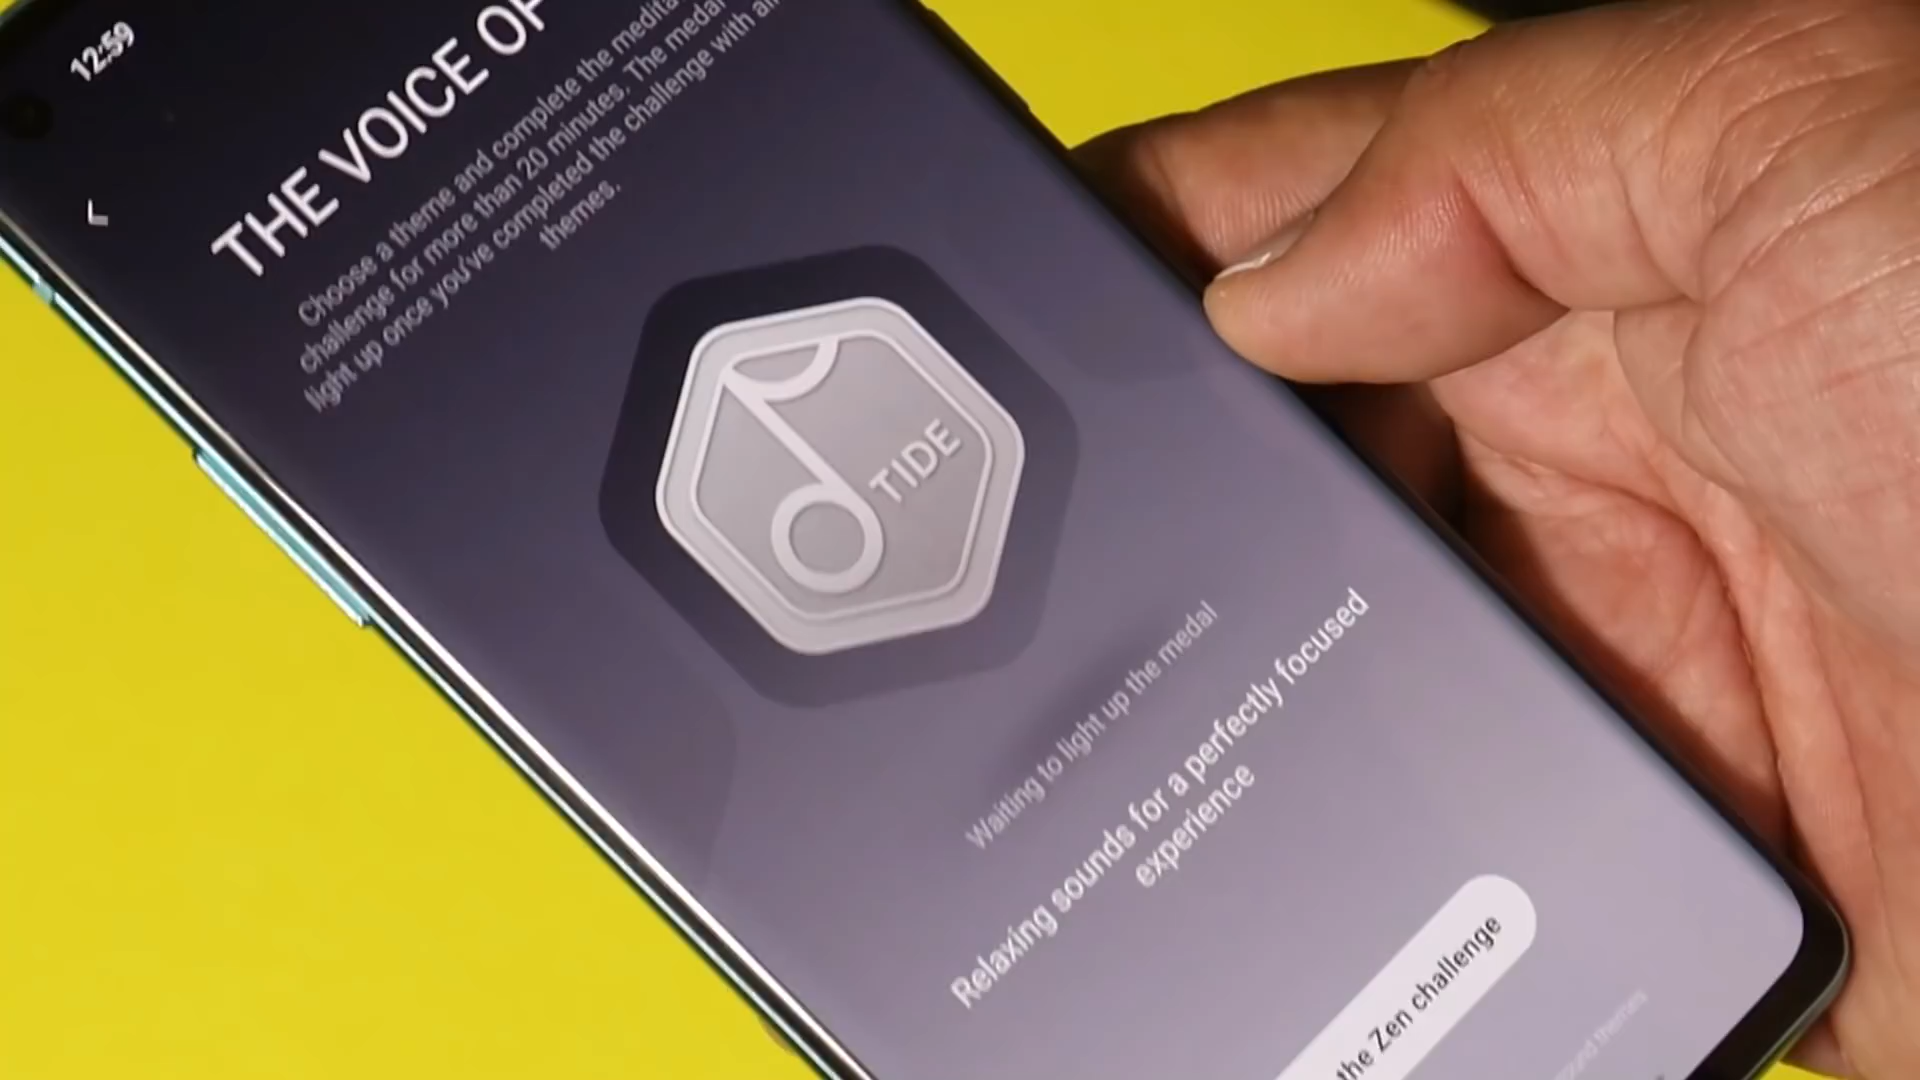 12:59
THE VOICE OF
Choose a theme and complete the medita
challenge for more than 20 minutes. The medal
light up once you've completed the challenge with all
themes.
TIDE
Waiting to light up the medal
Relaxing sounds for a perfectly focused
experience
the Zen challenge
themes